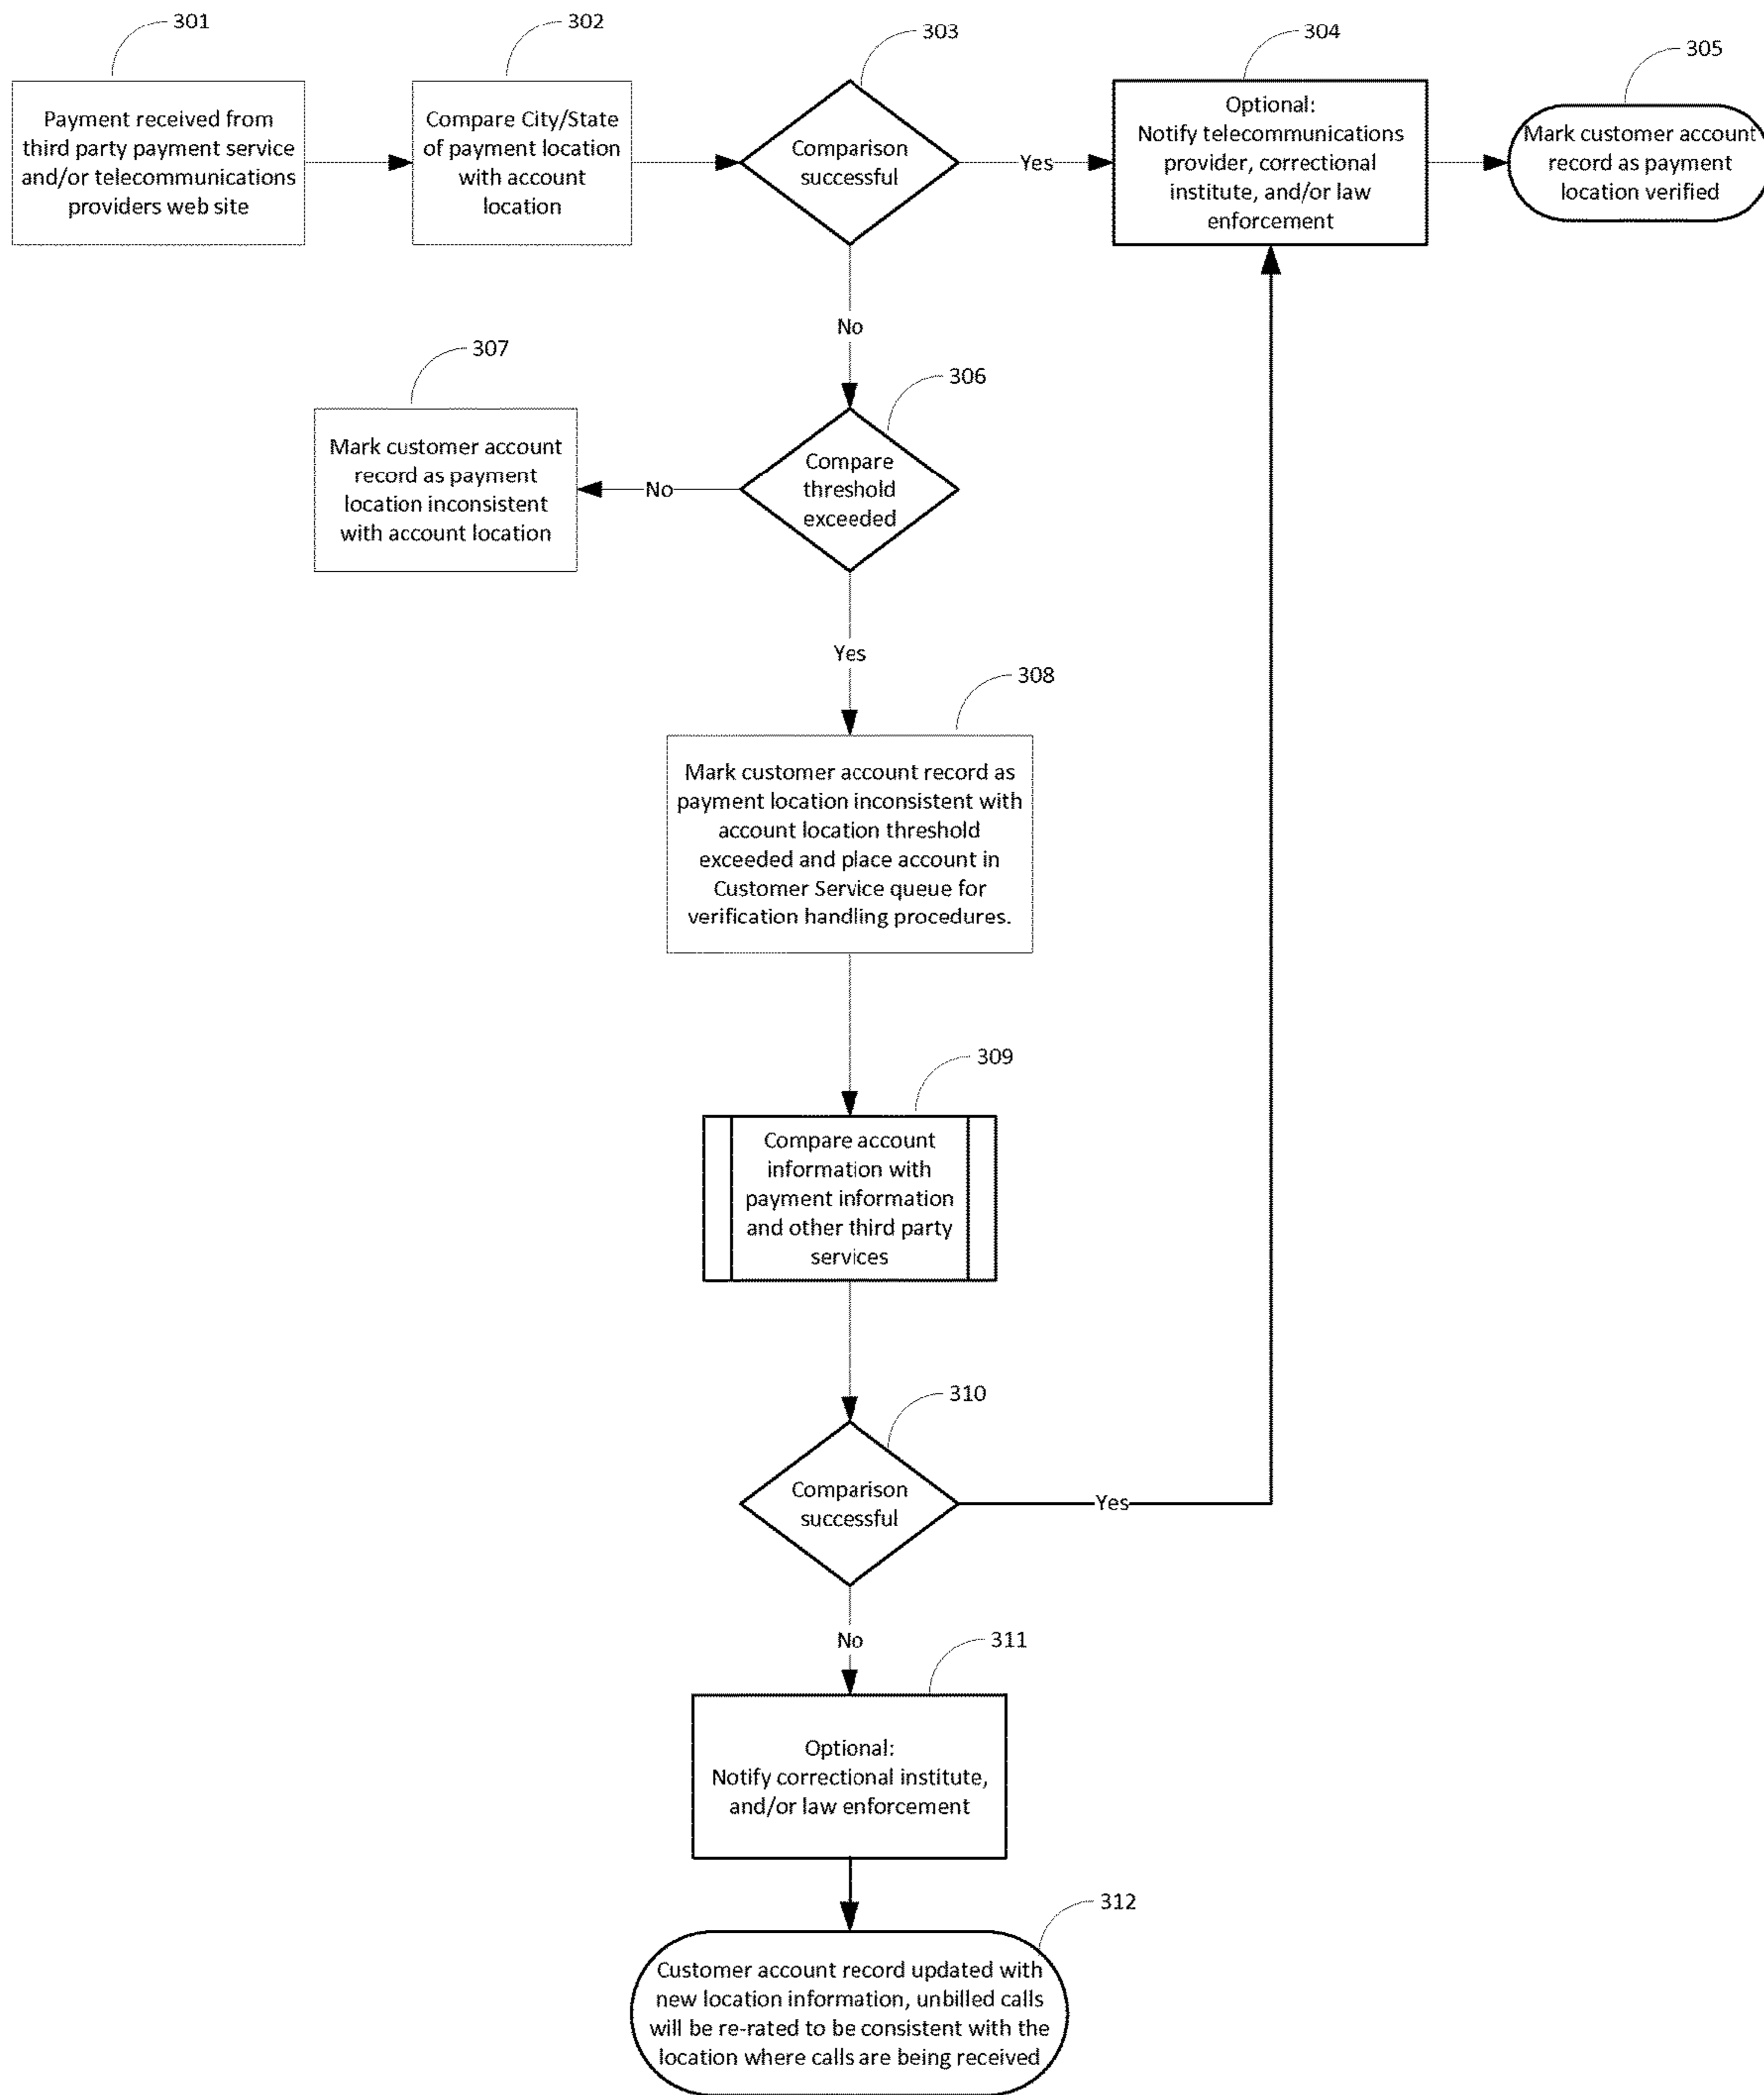 301
302
303
304
305
Payment received from
third party payment service
and/or telecommunications
providers web site
Compare City/State
of payment location
with account
location
Comparison
successful
Yes
Optional:
Notify telecommunications
provider, correctional
institute, and/or law
enforcement
Mark customer account
record as payment
location verified
No
307
306
Mark customer account
record as payment
location inconsistent
with account location
No
Compare
threshold
exceeded
Yes
308
Mark customer account record as
payment location inconsistent with
account location threshold
exceeded and place account in
Customer Service queue for
verification handling procedures.
309
Compare account
information with
payment information
and other third party
services
310
Comparison
successful
Yes
No
311
Optional:
Notify correctional institute,
and/or law enforcement
312
Customer account record updated with
new location information, unbilled calls
will be re-rated to be consistent with the
location where calls are being received